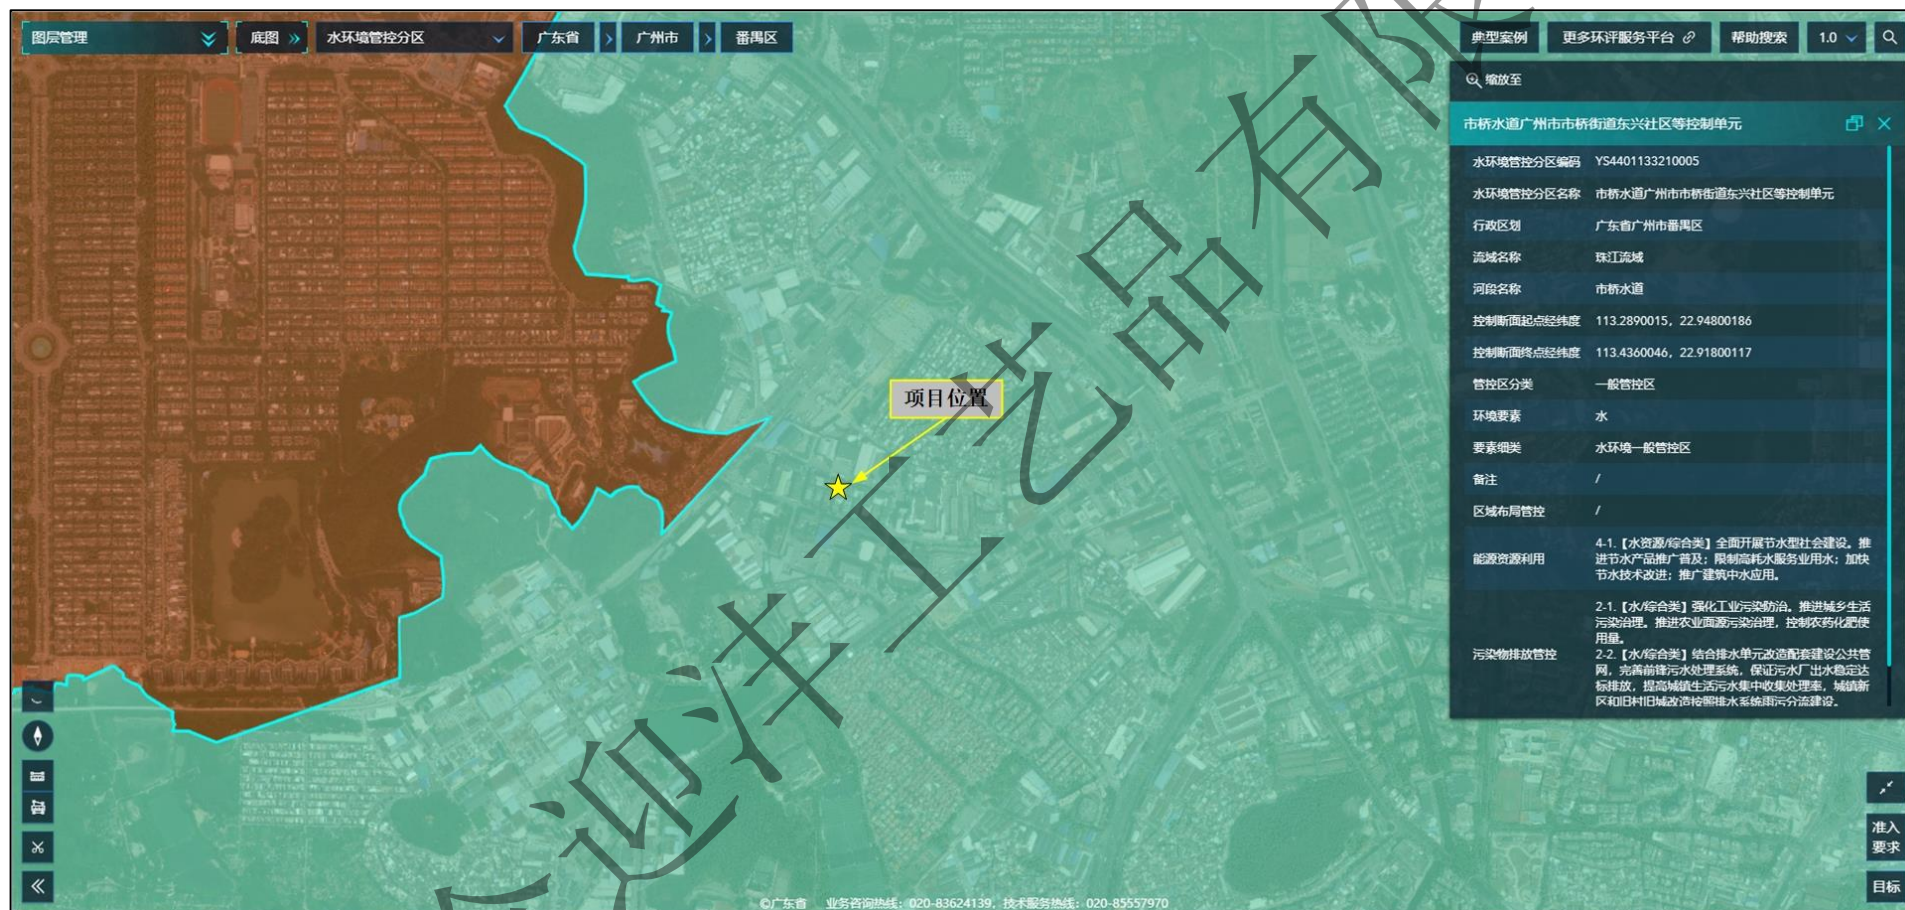 图层管理
底图
水环境管控分区
广东省
广州市
番禺区
典型案例
更多环评服务平台
帮助搜索
1.0
缩放至
市桥水道广州市市桥街道东兴社区等控制单元
水环境管控分区编码 YS4401133210005
水环境管控分区名称 市桥水道广州市市桥街道东兴社区等控制单元
行政区划 广东省广州市番禺区
流域名称 珠江流域
河段名称 市桥水道
控制断面起点经纬度 113.2890015, 22.94800186
控制断面终点经纬度 113.4360046, 22.91800117
管控区分类 一般管控区
环境要素 水
要素细类 水环境一般管控区
备注 /
区域布局管控 /
能源资源利用
4-1.【水资源/综合类】全面开展节水型社会建设。推
进节水产品推广普及；限制高耗水服务业用水；加快
节水技术改进；推广建筑中水应用。
污染物排放管控
2-1.【水/综合类】强化工业污染防治。推进城乡生活
污染治理。推进农业面源污染治理，控制农药化肥使
用量。
2-2.【水/综合类】结合排水单元改造配套建设公共管
网，完善前锋污水处理系统，保证污水厂出水稳定达
标排放，提高城镇生活污水集中收集处理率，城镇新
区和旧村旧城改造按照排水系统雨污分流建设。
项目位置
迎洋工艺品有限
准入
要求
目标
©广东省 业务咨询热线：020-83624139，技术服务热线：020-85557970